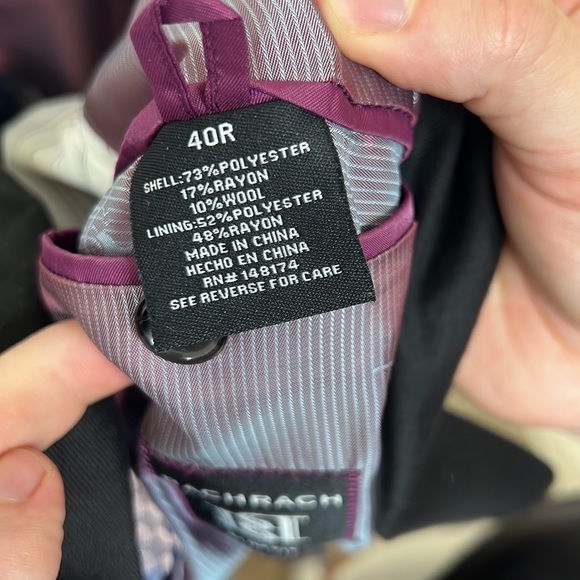 40R
SHELL:73%POLYESTER
17%RAYON
10%WOOL
LINING:52%POLYESTER
48%RAYON
MADE IN CHINA
HECHO EN CHINA
RN# 148174
SEE REVERSE FOR CARE
BACHRACH